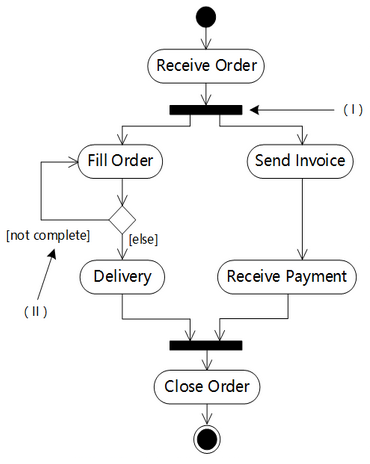 Receive Order
( I )
Fill Order
Send Invoice
[not complete]
[else]
Delivery
Receive Payment
( II )
Close Order